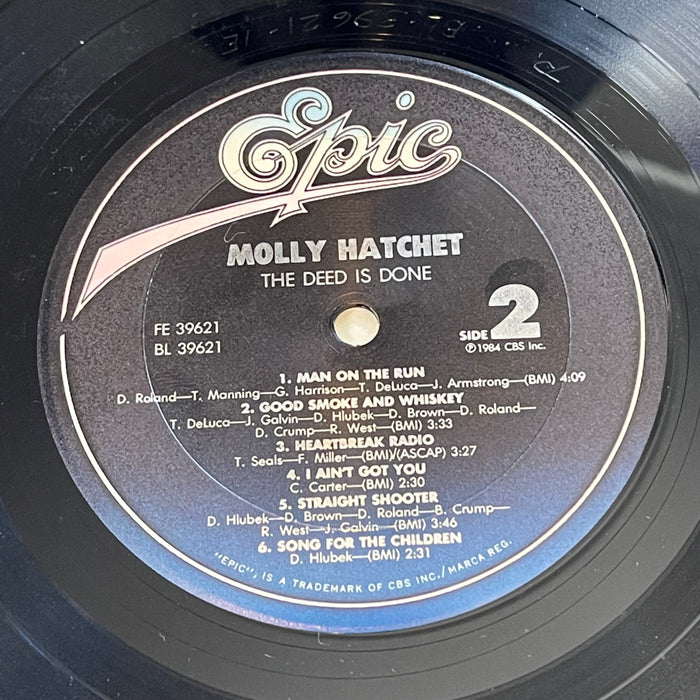 BL-39621-1E
Epic
MOLLY HATCHET
THE DEED IS DONE
FE 39621
BL 39621
SIDE 2
℗1984 CBS Inc.
1. MAN ON THE RUN
D. Roland—T. Manning—G. Harrison—T. DeLuca—J. Armstrong—(BMI) 4:09
2. GOOD SMOKE AND WHISKEY
T. DeLuca—J. Galvin—D. Hlubek—D. Brown—D. Roland—
D. Crump—R. West—(BMI) 3:33
3. HEARTBREAK RADIO
T. Seals—F. Miller—(BMI)/(ASCAP) 3:27
4. I AIN'T GOT YOU
C. Carter—(BMI) 2:30
5. STRAIGHT SHOOTER
D. Hlubek—D. Brown—D. Roland—B. Crump—
R. West—J. Galvin—(BMI) 3:46
6. SONG FOR THE CHILDREN
D. Hlubek—(BMI) 2:31
"EPIC", IS A TRADEMARK OF CBS INC./MARCA REG.